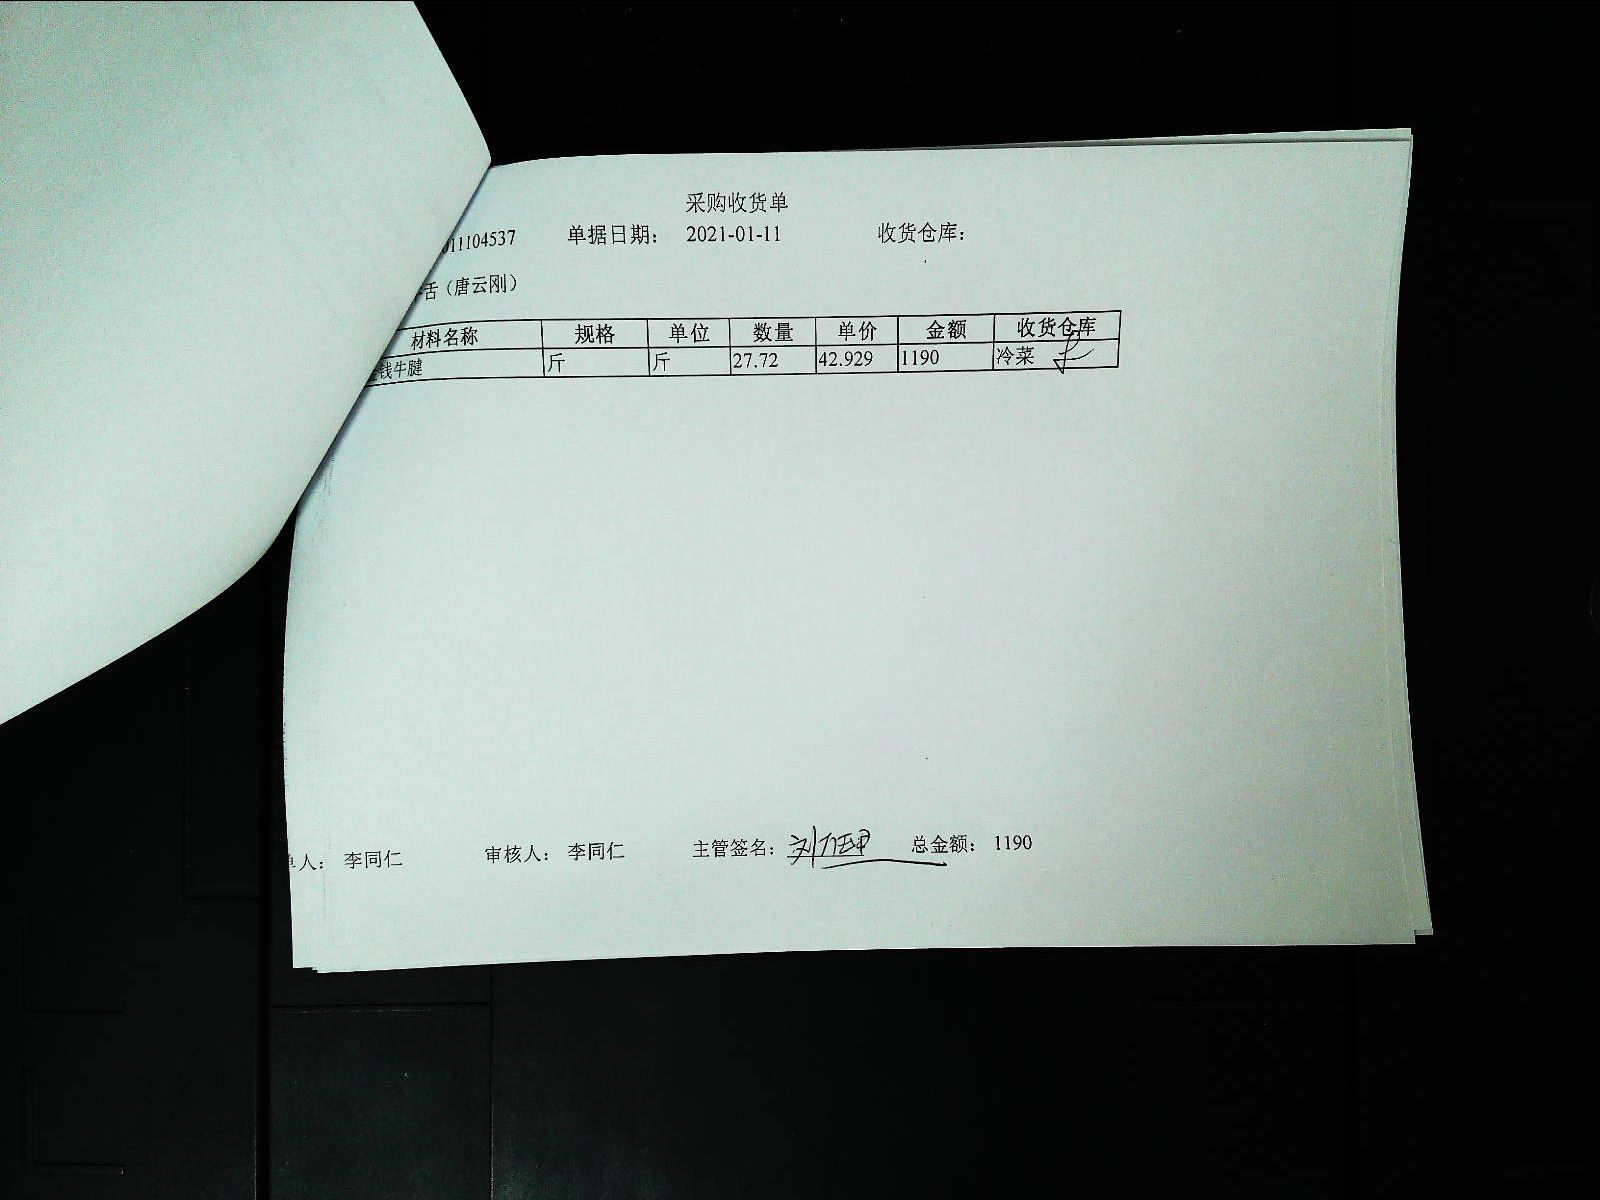 采购收货单
011104537 单据日期： 2021-01-11 收货仓库：
舌（唐云刚）
材料名称 规格 单位 数量 单价 金额 收货仓库
钱牛腱 斤 斤 27.72 42.929 1190 冷菜
单人： 李同仁 审核人： 李同仁 主管签名： 刘 总金额： 1190